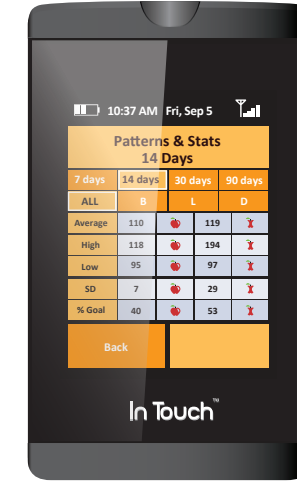 10:37 AM Fri, Sep 5
Patterns & Stats
14 Days
7 days 14 days 30 days 90 days
ALL B L D
Average 110 119
High 118 194
Low 95 97
SD 7 29
% Goal 40 53
Back
In Touch™